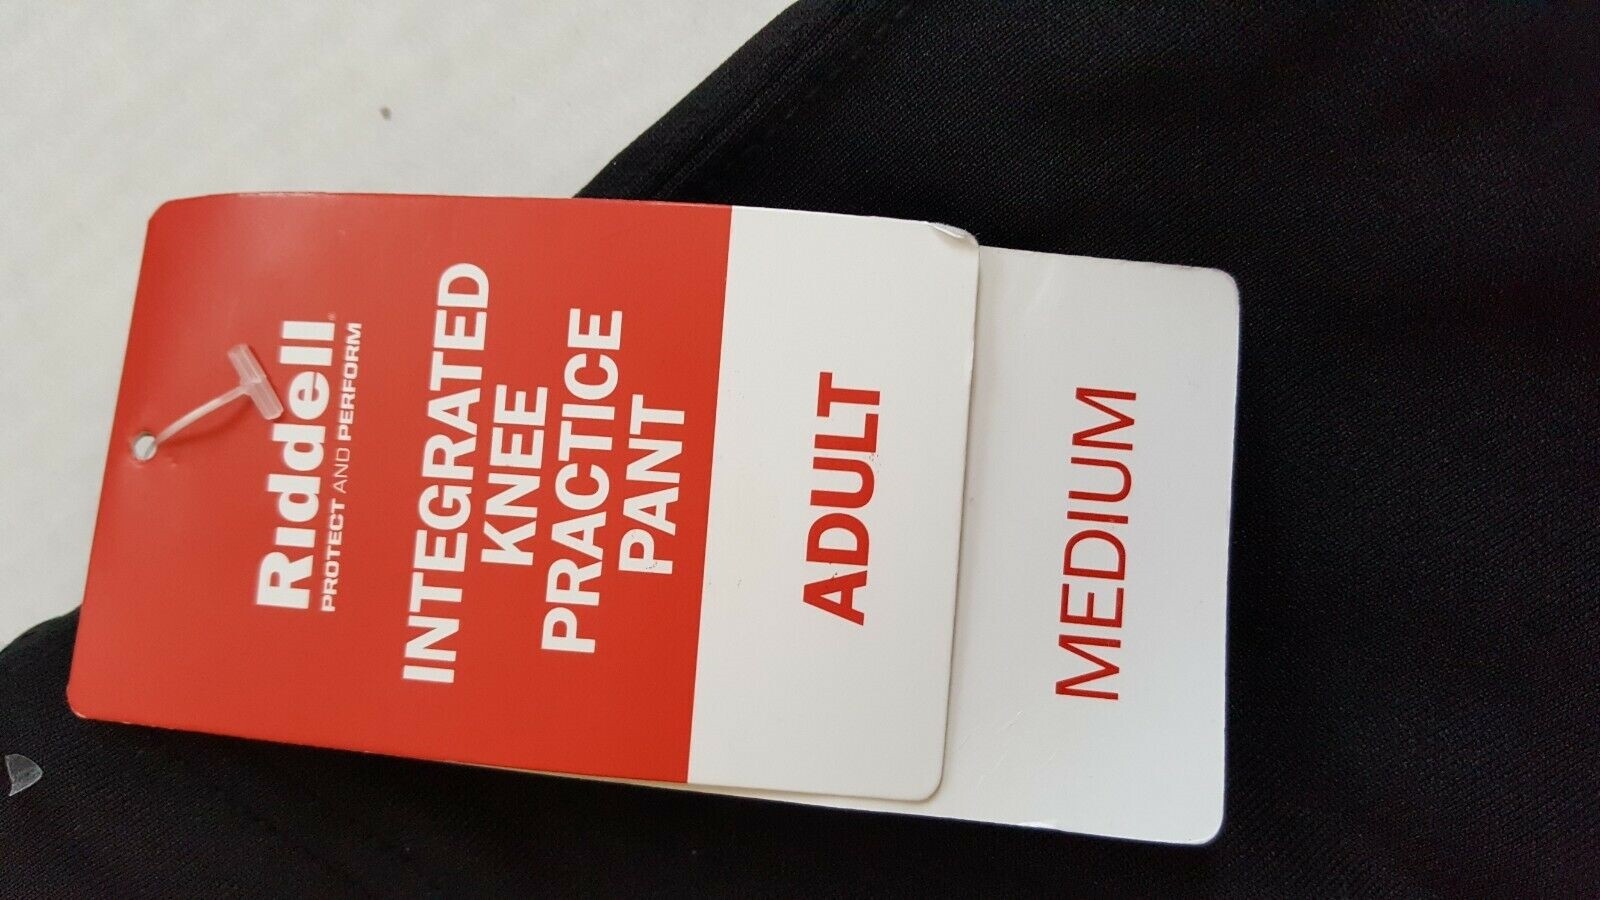 Riddell®
PROTECT AND PERFORM
INTEGRATED
KNEE
PRACTICE
PANT
ADULT
MEDIUM